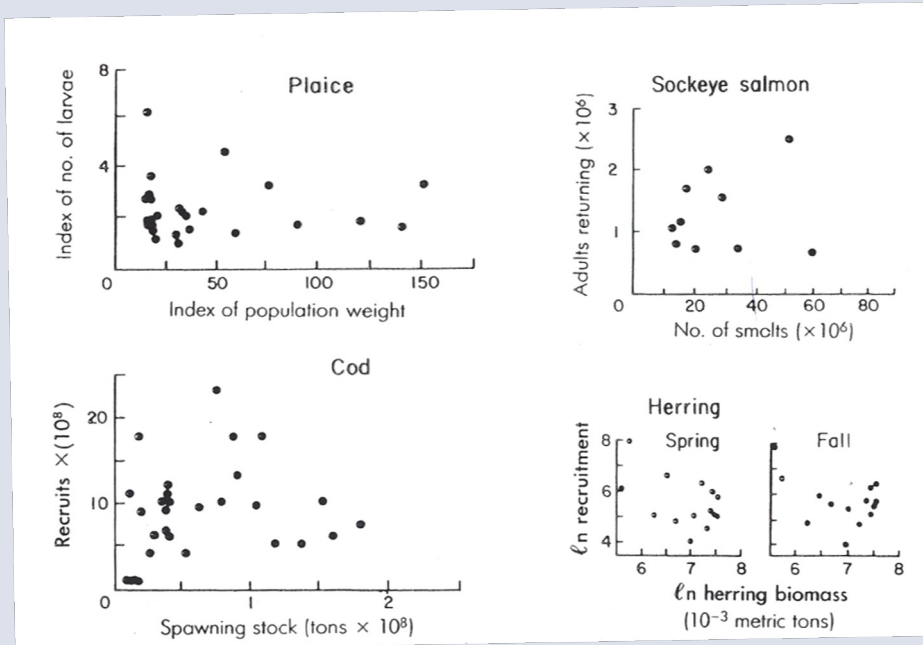 Plaice
Index of no. of larvae
8
4
0
50
100
150
Index of population weight
Sockeye salmon
Adults returning (×10⁶)
3
2
1
0
20
40
60
80
No. of smolts (×10⁶)
Cod
Recruits ×(10⁸)
20
10
0
1
2
Spawning stock (tons × 10⁸)
Herring
Spring
Fall
ℓn recruitment
8
6
4
6
7
8
6
7
8
ℓn herring biomass
(10⁻³ metric tons)